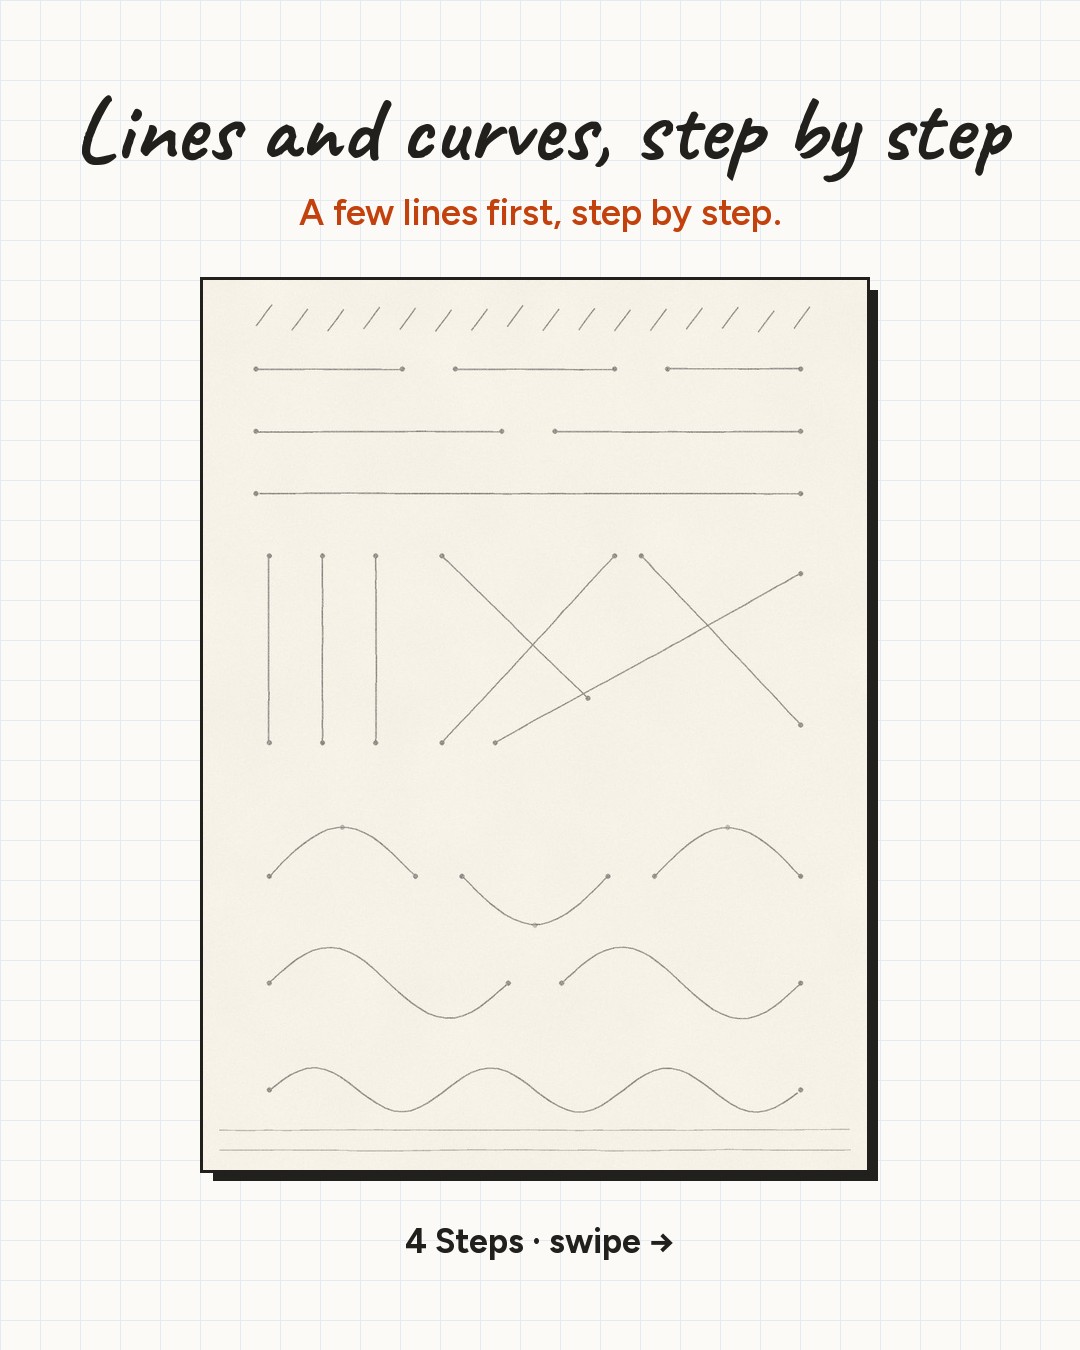 Lines and curves, step by step
A few lines first, step by step.
4 Steps · swipe →